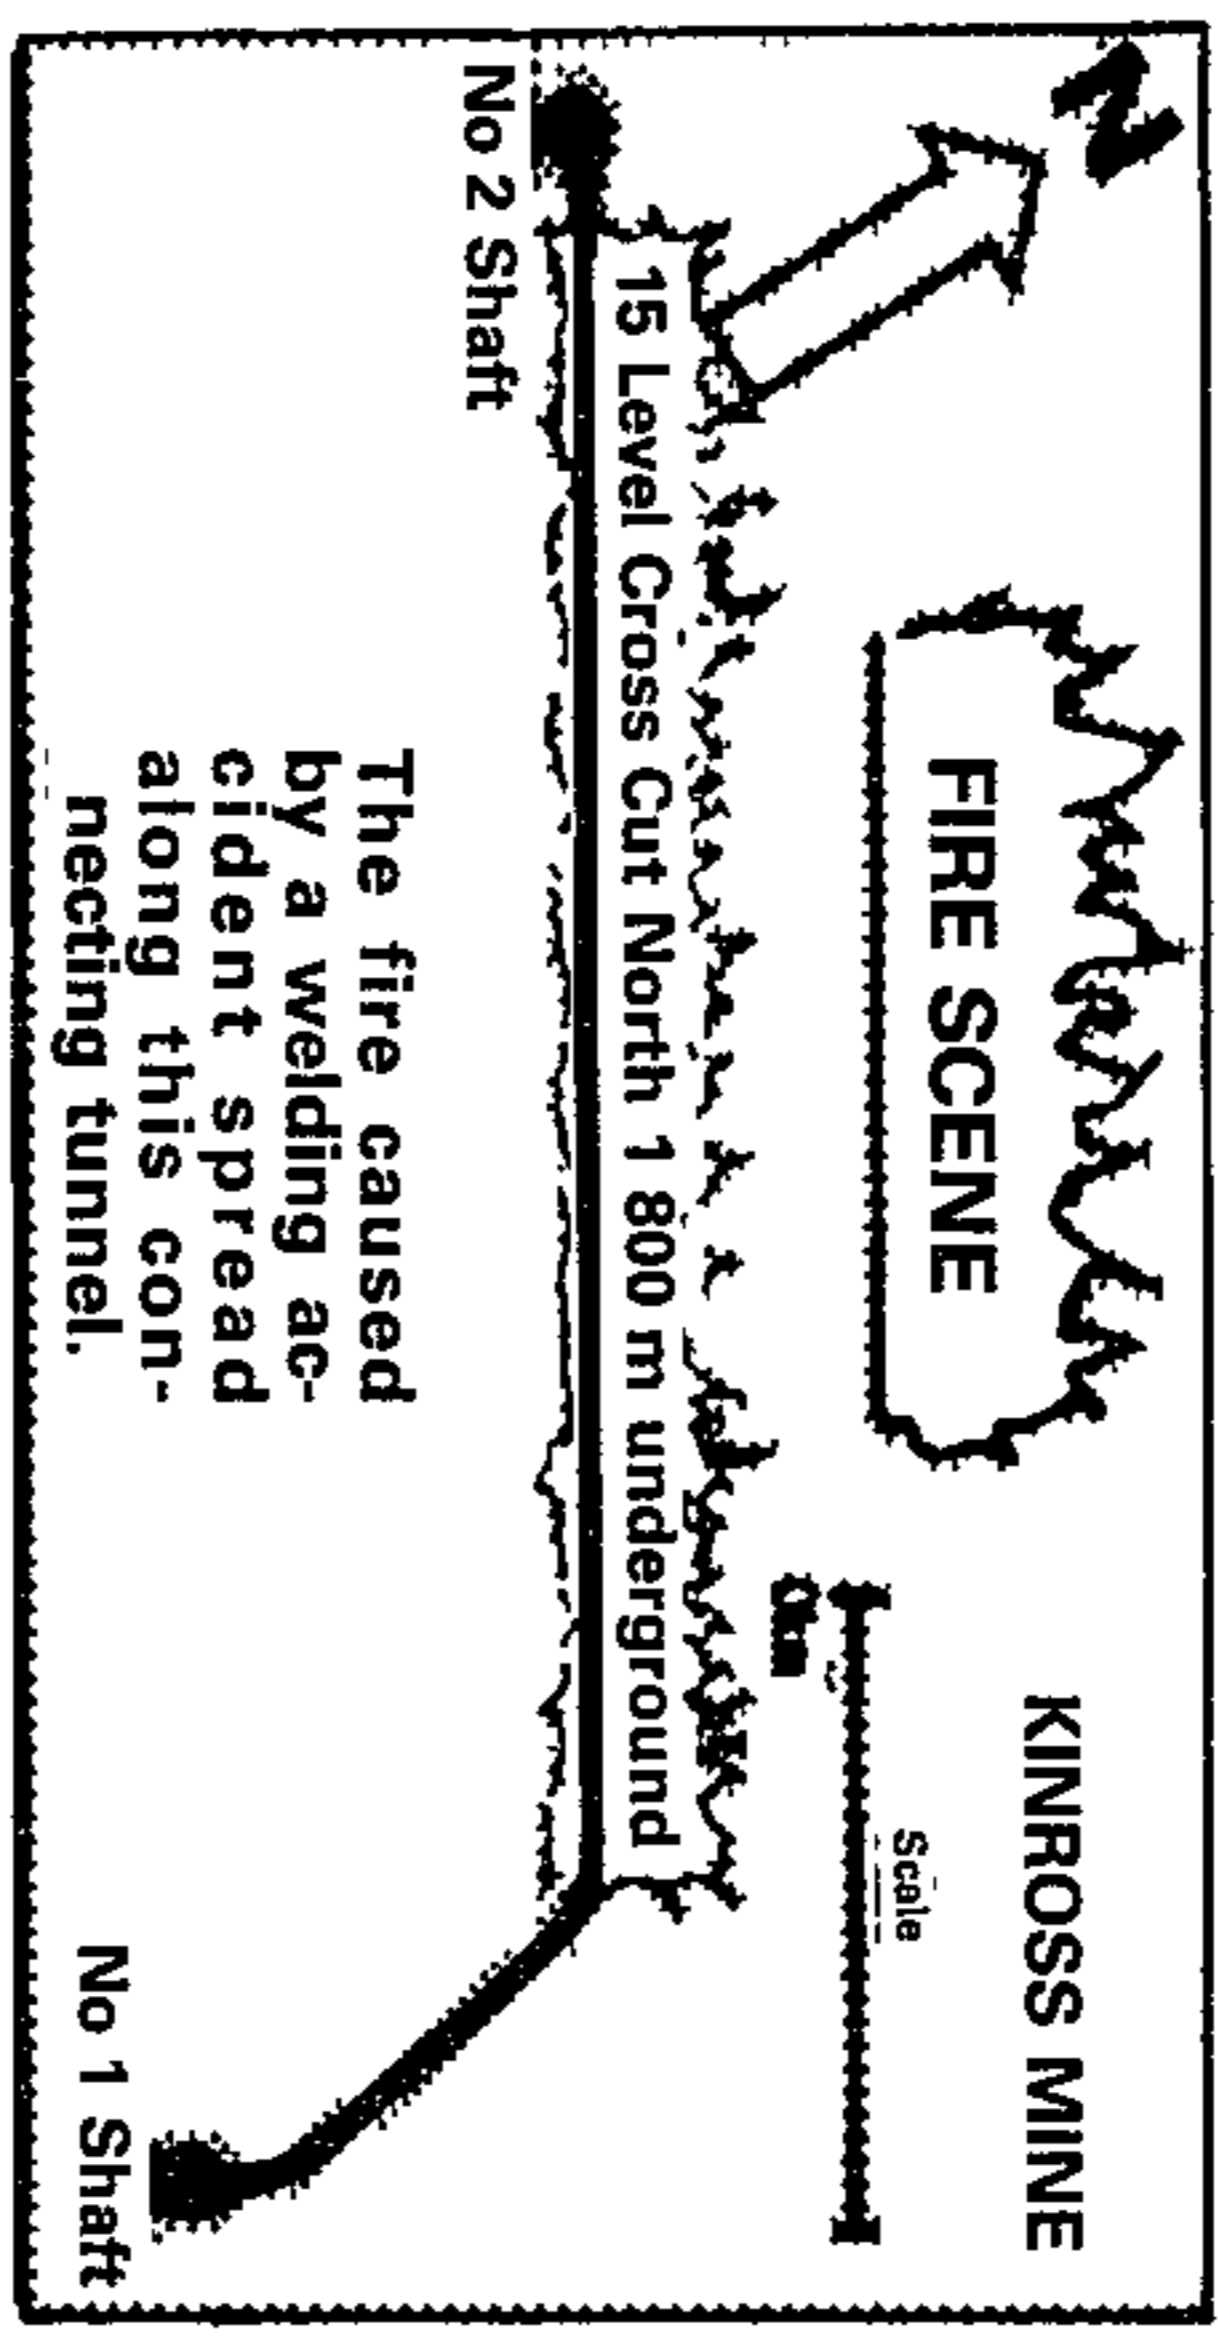 N
FIRE SCENE
KINROSS MINE
Scale
15 Level Cross Cut North 1 800 m underground
No 2 Shaft
The fire caused
by a welding ac-
cident spread
along this con-
necting tunnel.
No 1 Shaft